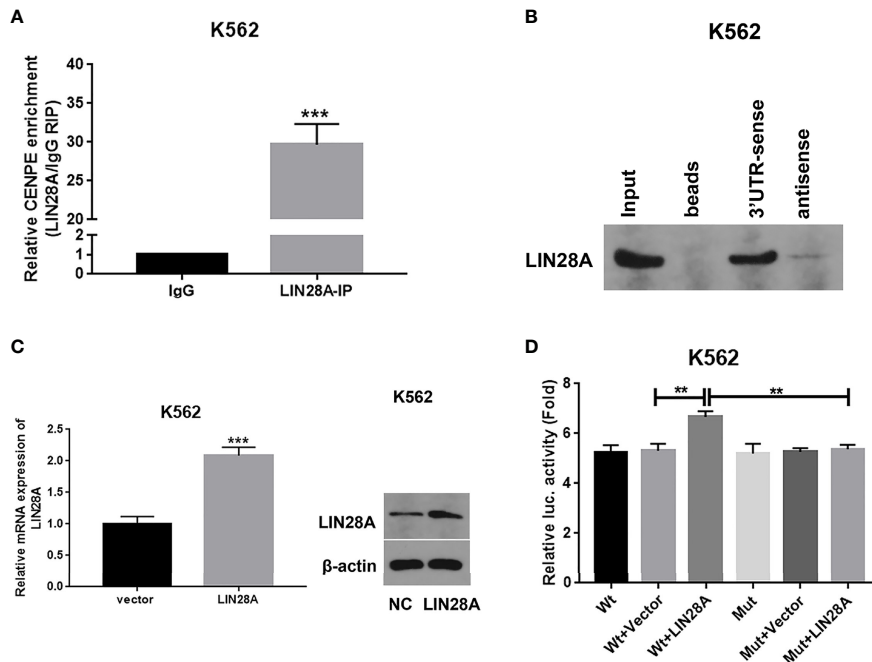 A
K562
Relative CENPE enrichment
(LIN28A/IgG RIP)
40
35
30
25
20
2
1
0
***
IgG
LIN28A-IP
B
K562
Input
beads
3'UTR-sense
antisense
LIN28A
C
K562
Relative mRNA expression of
LIN28A
2.5
2.0
1.5
1.0
0.5
0.0
***
vector
LIN28A
K562
LIN28A
β-actin
NC LIN28A
D
K562
Relative luc. activity (Fold)
8
6
4
2
0
**
**
Wt
Wt+Vector
Wt+LIN28A
Mut
Mut+Vector
Mut+LIN28A